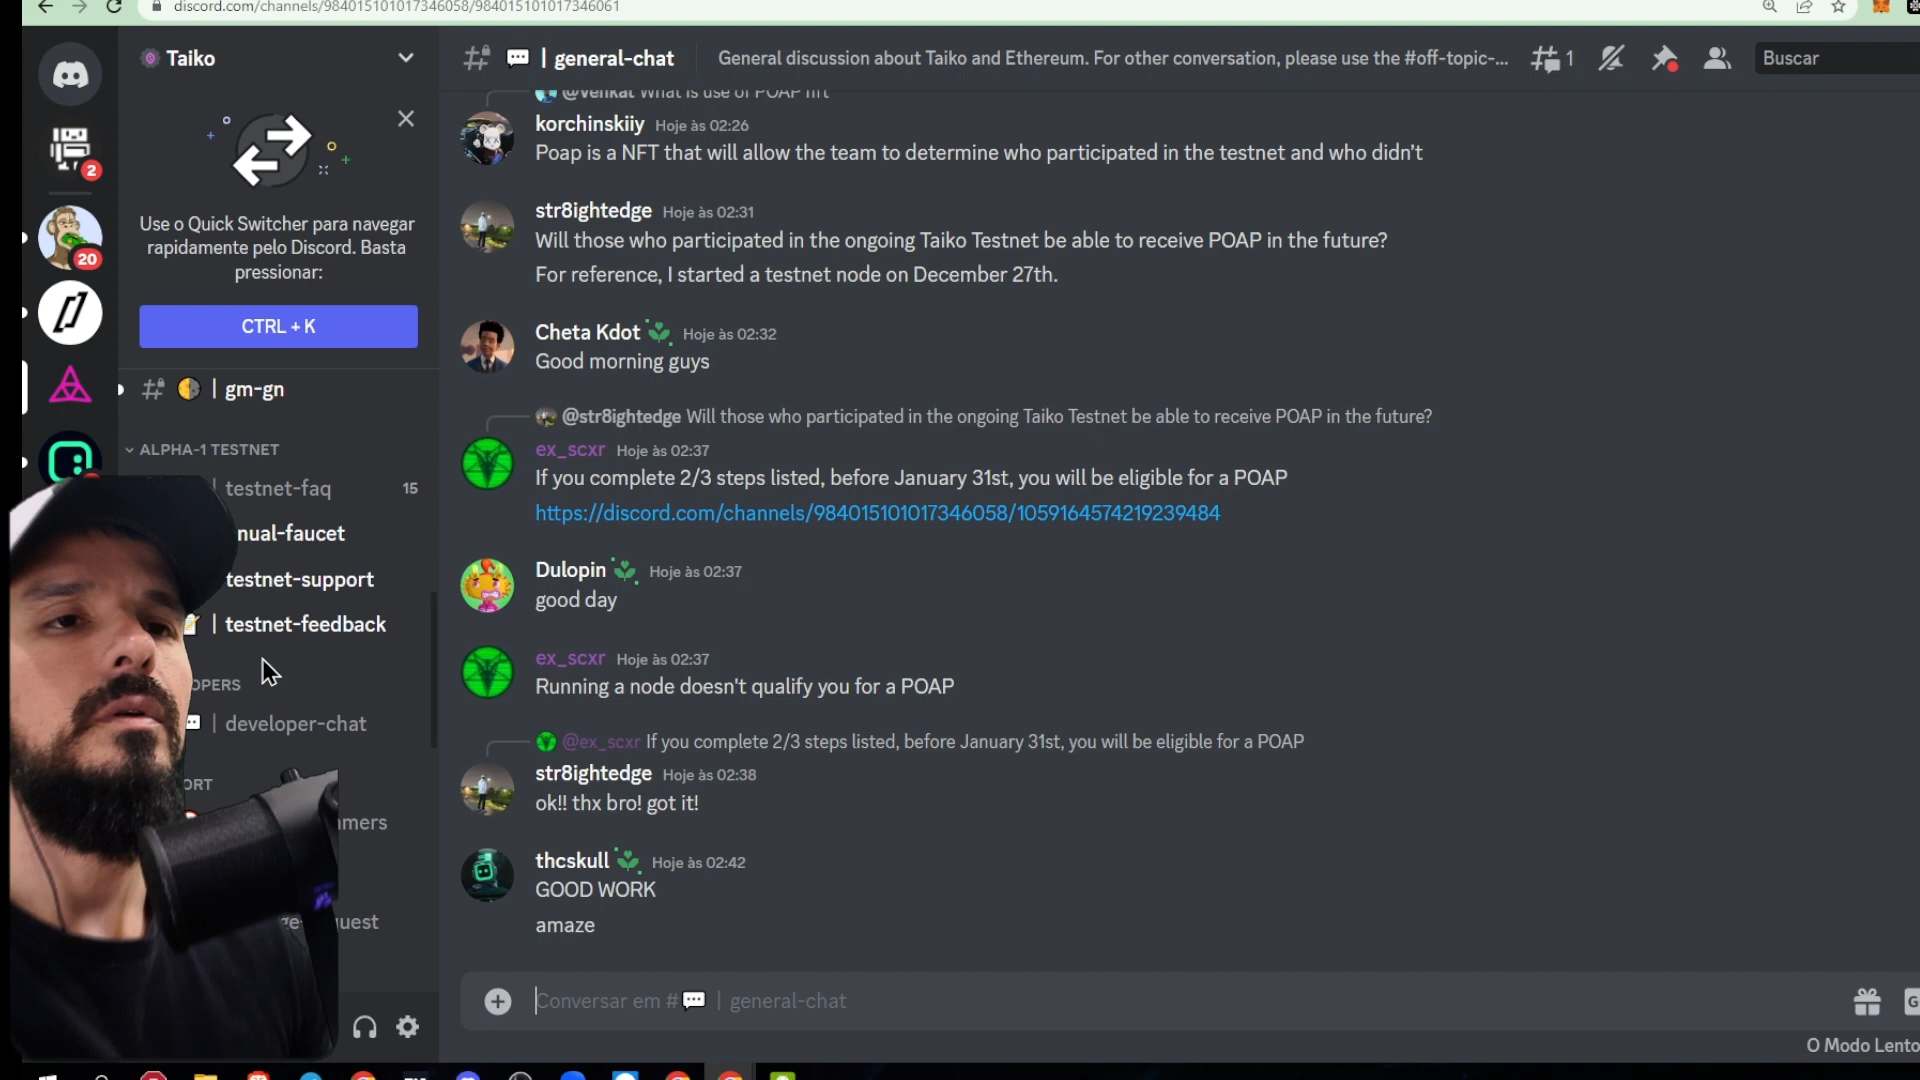 discord.com/channels/984015101017346058/984015101017346061
Taiko
Use o Quick Switcher para navegar
rapidamente pelo Discord. Basta
pressionar:
CTRL + K
2
20
| gm-gn
ALPHA-1 TESTNET
| testnet-faq 15
nual-faucet
testnet-support
| testnet-feedback
OPERS
| developer-chat
ORT
mers
uest
| general-chat
General discussion about Taiko and Ethereum. For other conversation, please use the #off-topic-...
1
Buscar
@Venkat What is use of POAP nft
korchinskiiy Hoje às 02:26
Poap is a NFT that will allow the team to determine who participated in the testnet and who didn't
str8ightedge Hoje às 02:31
Will those who participated in the ongoing Taiko Testnet be able to receive POAP in the future?
For reference, I started a testnet node on December 27th.
Cheta Kdot Hoje às 02:32
Good morning guys
@str8ightedge Will those who participated in the ongoing Taiko Testnet be able to receive POAP in the future?
ex_scxr Hoje às 02:37
If you complete 2/3 steps listed, before January 31st, you will be eligible for a POAP
https://discord.com/channels/984015101017346058/1059164574219239484
Dulopin Hoje às 02:37
good day
ex_scxr Hoje às 02:37
Running a node doesn't qualify you for a POAP
@ex_scxr If you complete 2/3 steps listed, before January 31st, you will be eligible for a POAP
str8ightedge Hoje às 02:38
ok!! thx bro! got it!
thcskull Hoje às 02:42
GOOD WORK
amaze
Conversar em # | general-chat
G
O Modo Lento